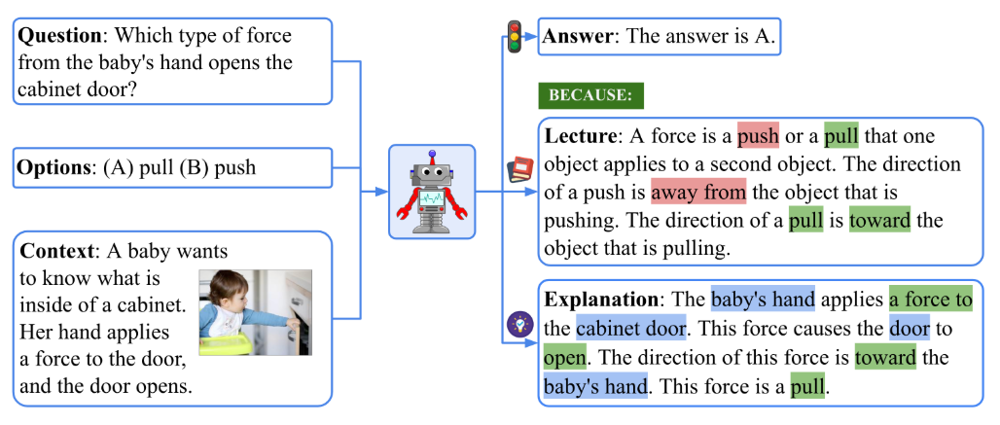 Question: Which type of force
from the baby's hand opens the
cabinet door?
Options: (A) pull (B) push
Context: A baby wants
to know what is
inside of a cabinet.
Her hand applies
a force to the door,
and the door opens.
Answer: The answer is A.
BECAUSE:
Lecture: A force is a push or a pull that one
object applies to a second object. The direction
of a push is away from the object that is
pushing. The direction of a pull is toward the
object that is pulling.
Explanation: The baby's hand applies a force to
the cabinet door. This force causes the door to
open. The direction of this force is toward the
baby's hand. This force is a pull.